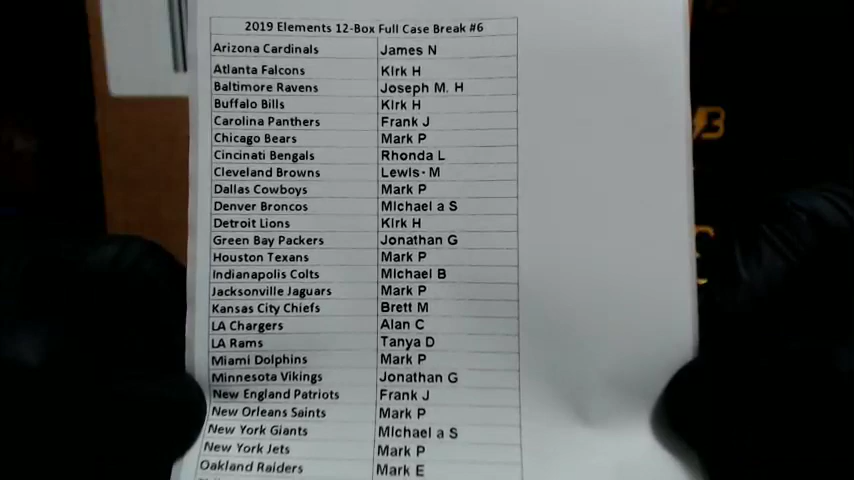 2019 Elements 12-Box Full Case Break #6
Arizona Cardinals James N
Atlanta Falcons Kirk H
Baltimore Ravens Joseph M. H
Buffalo Bills Kirk H
Carolina Panthers Frank J
Chicago Bears Mark P
Cincinati Bengals Rhonda L
Cleveland Browns Lewis - M
Dallas Cowboys Mark P
Denver Broncos Michael a S
Detroit Lions Kirk H
Green Bay Packers Jonathan G
Houston Texans Mark P
Indianapolis Colts Michael B
Jacksonville Jaguars Mark P
Kansas City Chiefs Brett M
LA Chargers Alan C
LA Rams Tanya D
Miami Dolphins Mark P
Minnesota Vikings Jonathan G
New England Patriots Frank J
New Orleans Saints Mark P
New York Giants Michael a S
New York Jets Mark P
Oakland Raiders Mark E